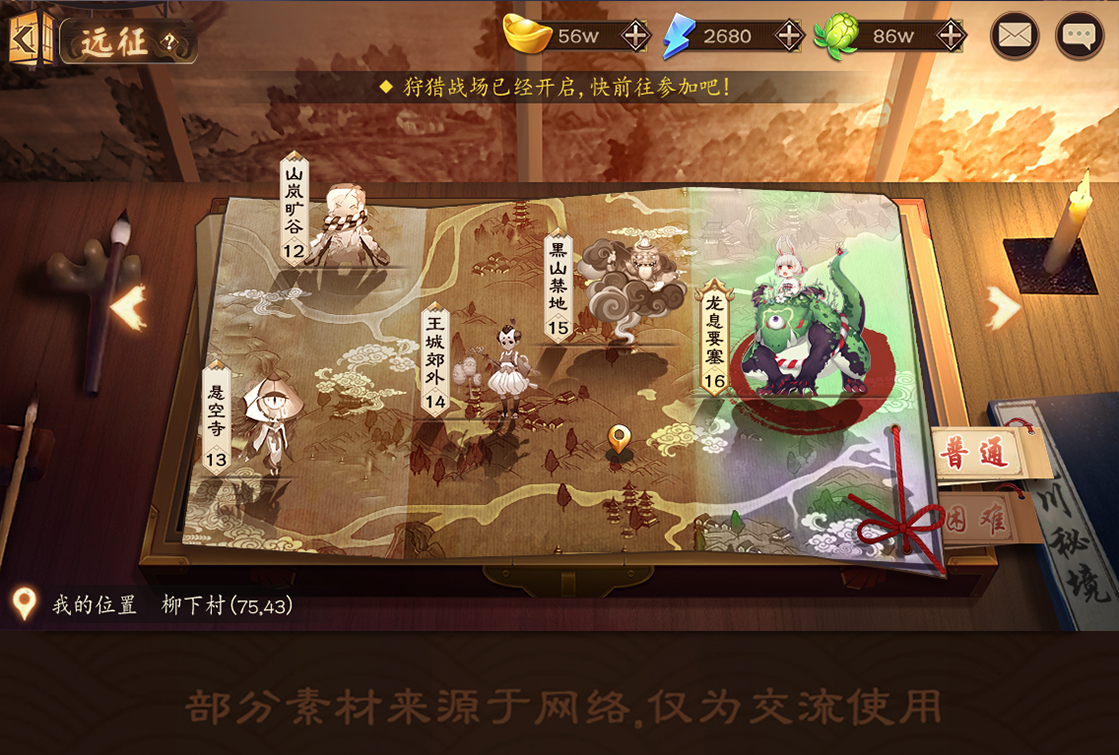 远征 ?
56w
2680
86w
狩猎战场已经开启,快前往参加吧!
山岚旷谷
12
悬空寺
13
王城郊外
14
黑山禁地
15
龙息要塞
16
普通
困难
川秘境
我的位置 柳下村(75,43)
部分素材来源于网络,仅为交流使用